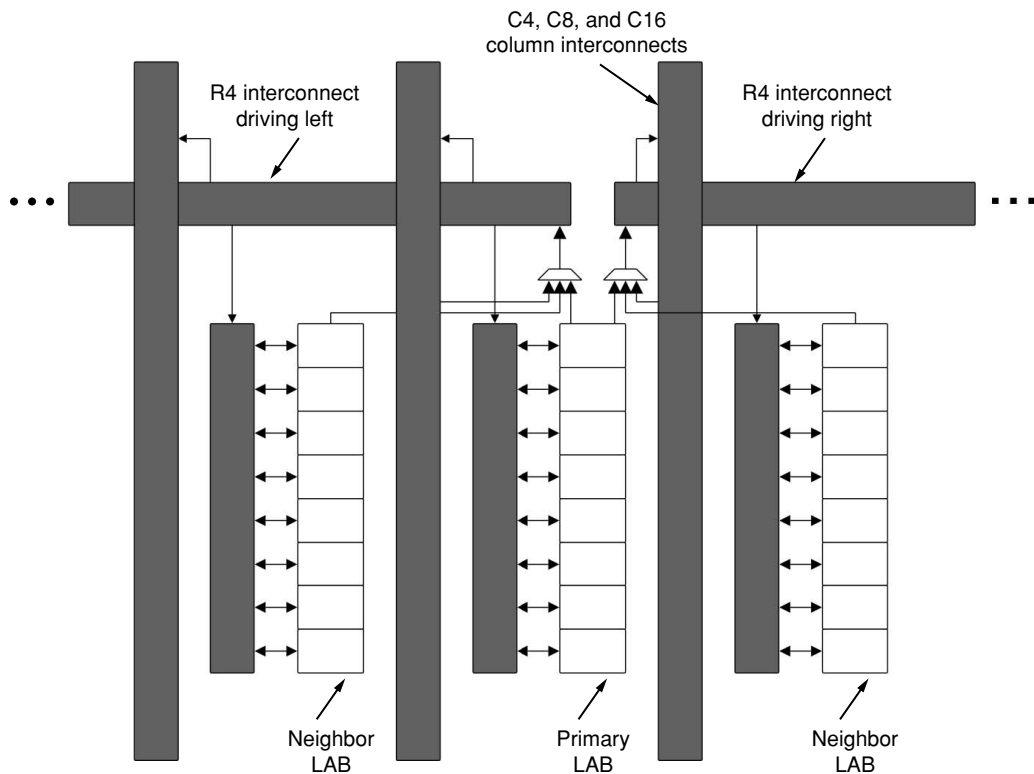 C4, C8, and C16
column interconnects
R4 interconnect
driving left
R4 interconnect
driving right
Neighbor
LAB
Primary
LAB
Neighbor
LAB